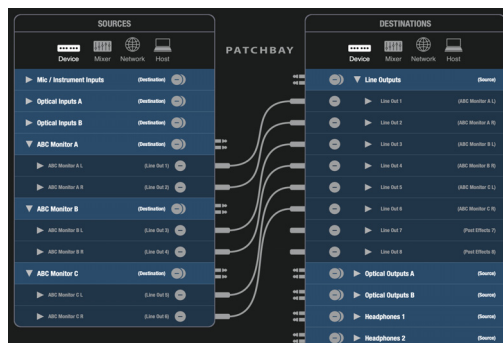 SOURCES
Device Mixer Network Host
Mic / Instrument Inputs (Destination)
Optical Inputs A (Destination)
Optical Inputs B (Destination)
ABC Monitor A (Destination)
ABC Monitor A L (Line Out 1)
ABC Monitor A R (Line Out 2)
ABC Monitor B (Destination)
ABC Monitor B L (Line Out 3)
ABC Monitor B R (Line Out 4)
ABC Monitor C (Destination)
ABC Monitor C L (Line Out 5)
ABC Monitor C R (Line Out 6)
PATCHBAY
DESTINATIONS
Device Mixer Network Host
Line Outputs (Source)
Line Out 1 (ABC Monitor A L)
Line Out 2 (ABC Monitor A R)
Line Out 3 (ABC Monitor B L)
Line Out 4 (ABC Monitor B R)
Line Out 5 (ABC Monitor C L)
Line Out 6 (ABC Monitor C R)
Line Out 7 (Post Effects 7)
Line Out 8 (Post Effects 8)
Optical Outputs A (Source)
Optical Outputs B (Source)
Headphones 1 (Source)
Headphones 2 (Source)